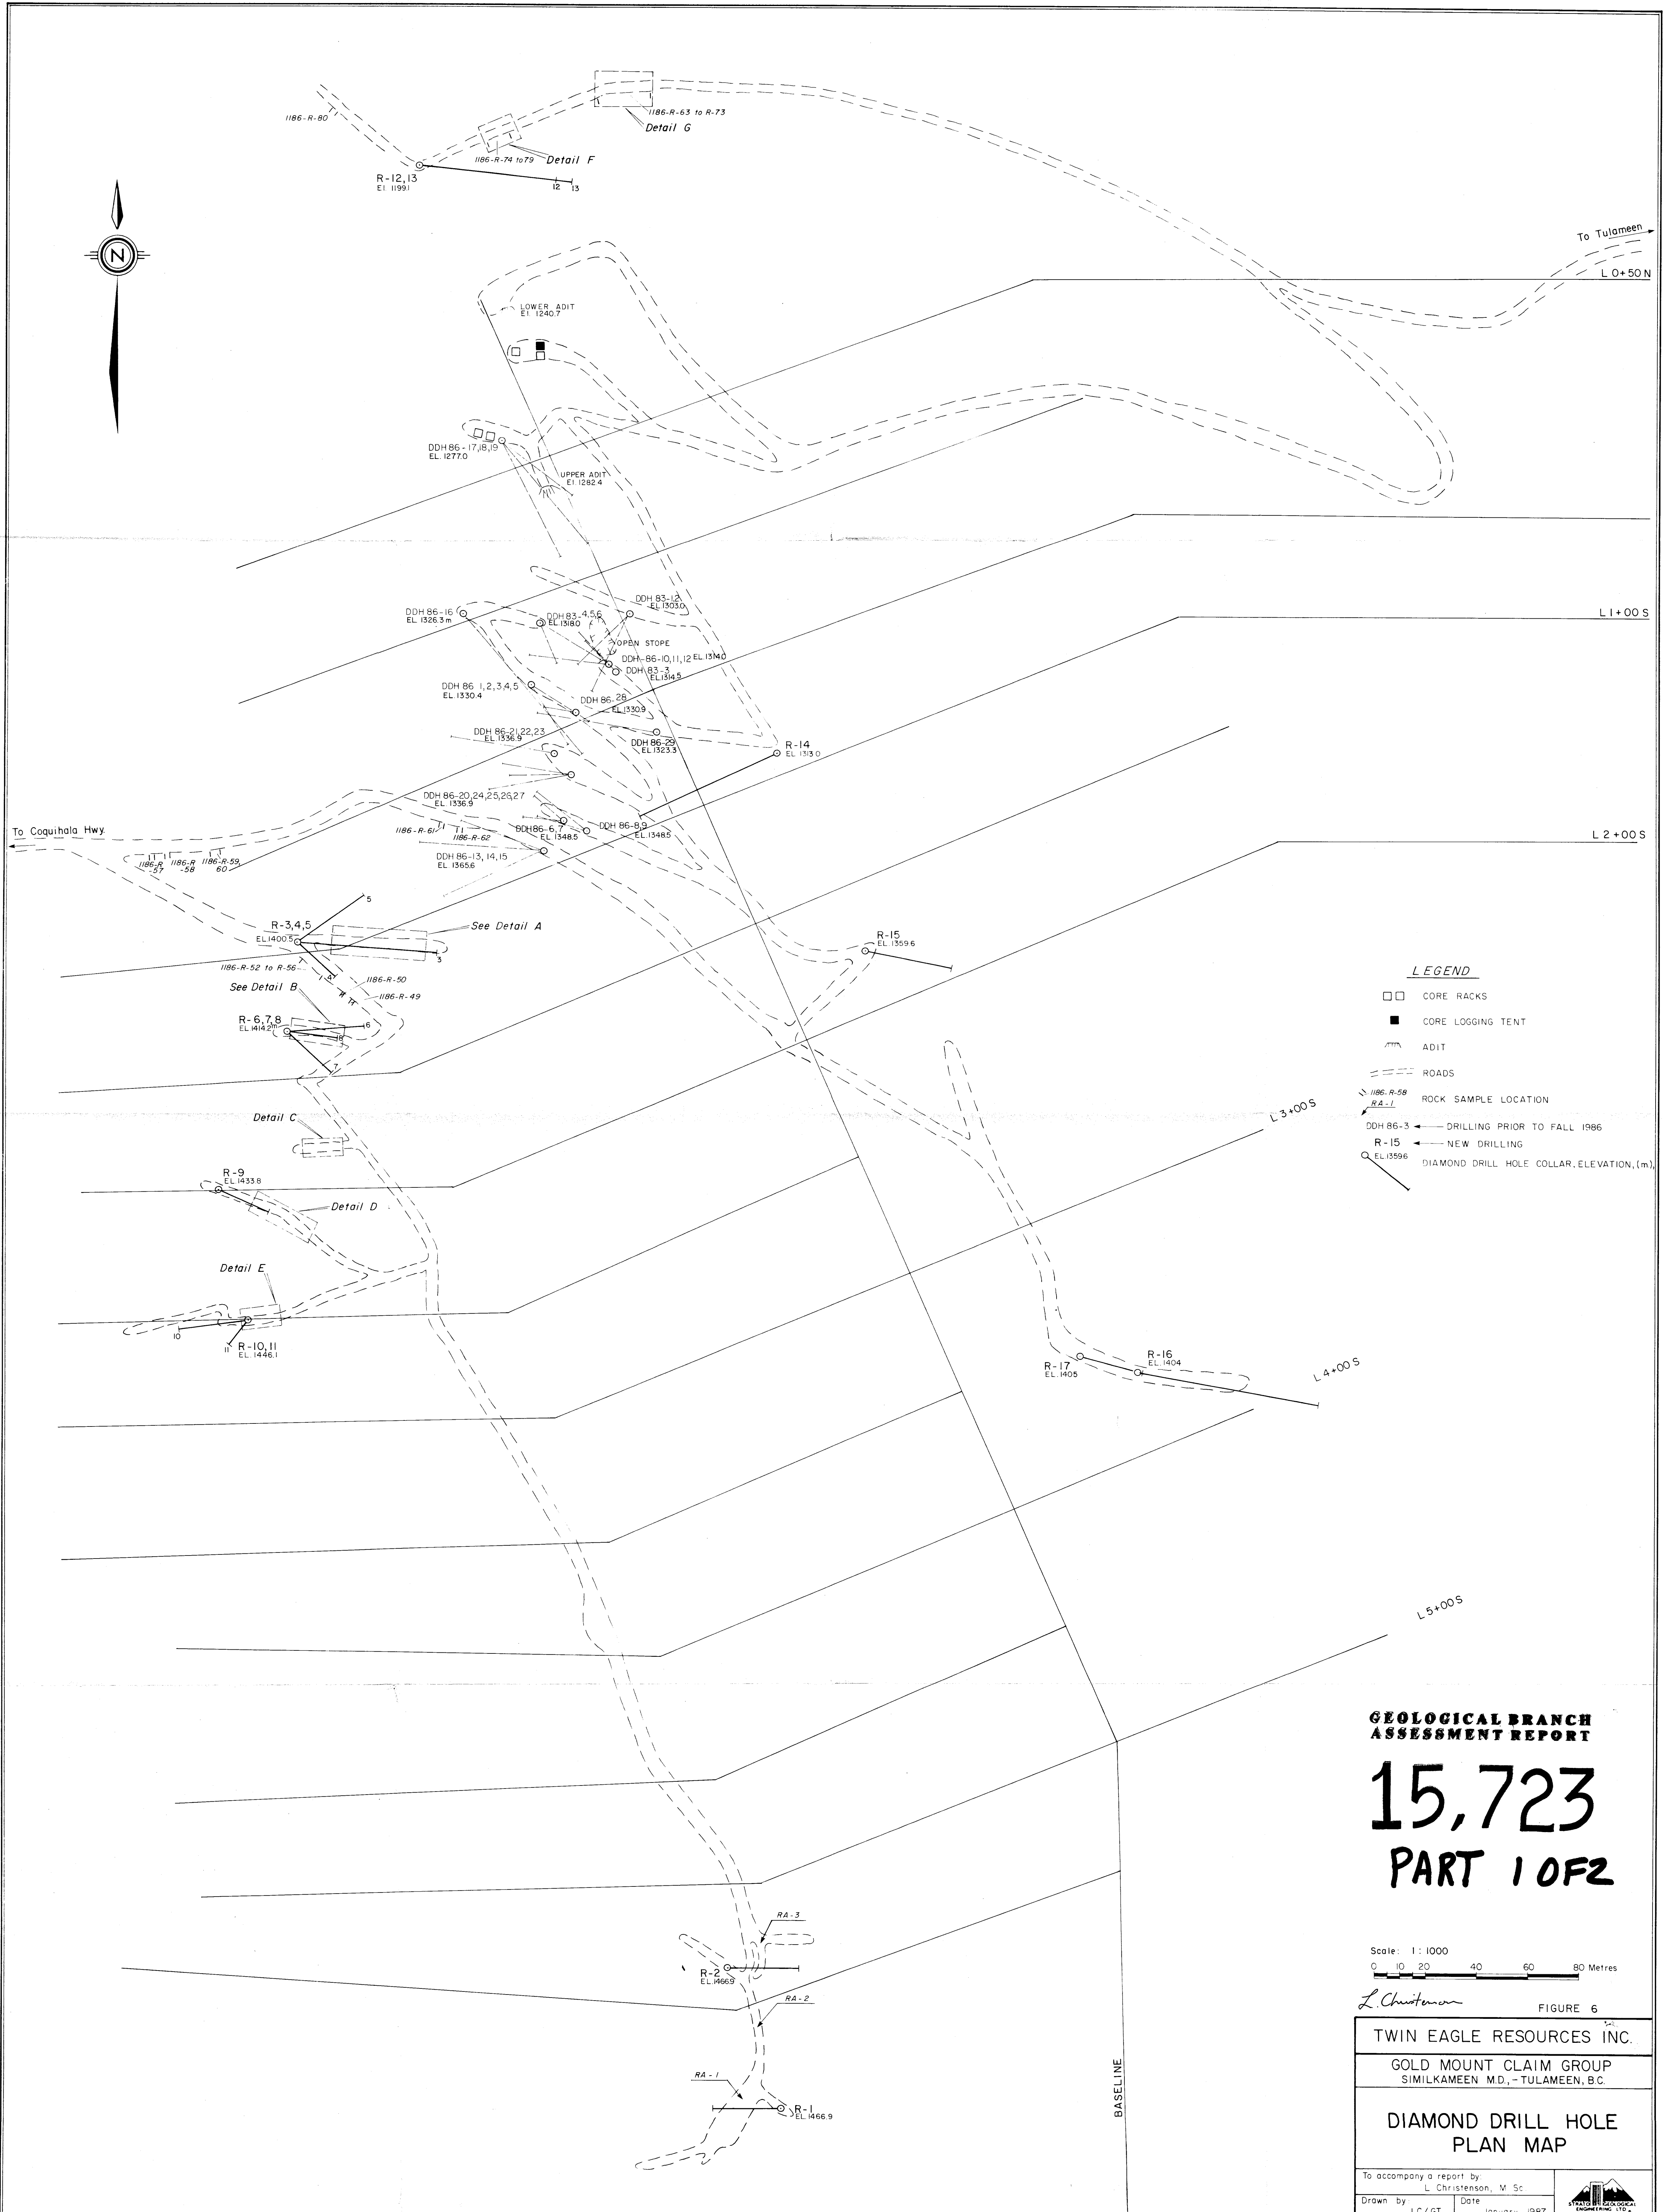 1186-R-80
1186-R-63 to R-73
Detail G
1186-R-74 to 79
Detail F
R-12,13
El. 1199.1
12
13
N
To Tulameen
L 0+50 N
LOWER ADIT
El. 1240.7
DDH 86-17,18,19
EL. 1277.0
UPPER ADIT
El. 1282.4
DDH 86-16
EL. 1326.3 m
DDH 83-4,5,6
EL. 1318.0
DDH 83-1,2
EL. 1303.0
L 1+00 S
OPEN STOPE
DDH-86-10,11,12 EL. 1314.0
DDH 83-3
EL. 1314.5
DDH 86 1,2,3,4,5
EL. 1330.4
DDH 86-28
EL. 1330.9
DDH 86-21,22,23
EL. 1336.9
DDH 86-29
EL. 1323.3
R-14
EL. 1313.0
DDH 86-20,24,25,26,27
EL. 1336.9
To Coquihala Hwy.
1186-R-61
1186-R-62
DDH86-6,7
EL. 1348.5
DDH 86-8,9
EL. 1348.5
L 2+00 S
DDH 86-13, 14,15
EL 1365.6
1186-R
-57
1186-R
-58
1186-R-59,
60
R-3,4,5
EL. 1400.5
5
See Detail A
3
4
R-15
EL. 1359.6
1186-R-52 to R-56
1186-R-50
1186-R-49
See Detail B
R-6,7,8
EL. 1414.2 m
6
8
7
LEGEND
CORE RACKS
CORE LOGGING TENT
ADIT
ROADS
1186-R-58
RA-1
ROCK SAMPLE LOCATION
DDH 86-3 DRILLING PRIOR TO FALL 1986
R-15 NEW DRILLING
EL. 1359.6
DIAMOND DRILL HOLE COLLAR, ELEVATION, (m),
Detail C
L 3+00 S
R-9
EL. 1433.8
Detail D
Detail E
10
11
R-10,11
EL. 1446.1
R-17
EL. 1405
R-16
EL. 1404
L 4+00 S
L 5+00 S
GEOLOGICAL BRANCH
ASSESSMENT REPORT
15,723
PART 1 OF 2
RA-3
R-2
EL. 1466.9
RA-2
RA-1
R-1
EL. 1466.9
BASELINE
Scale: 1 : 1000
0 10 20 40 60 80 Metres
L. Christenson
FIGURE 6
TWIN EAGLE RESOURCES INC.
GOLD MOUNT CLAIM GROUP
SIMILKAMEEN M.D., - TULAMEEN, B.C.
DIAMOND DRILL HOLE
PLAN MAP
To accompany a report by:
L. Christenson, M. Sc.
Drawn by:
LC/GT
Date
January, 1987
STRATO GEOLOGICAL
ENGINEERING LTD.